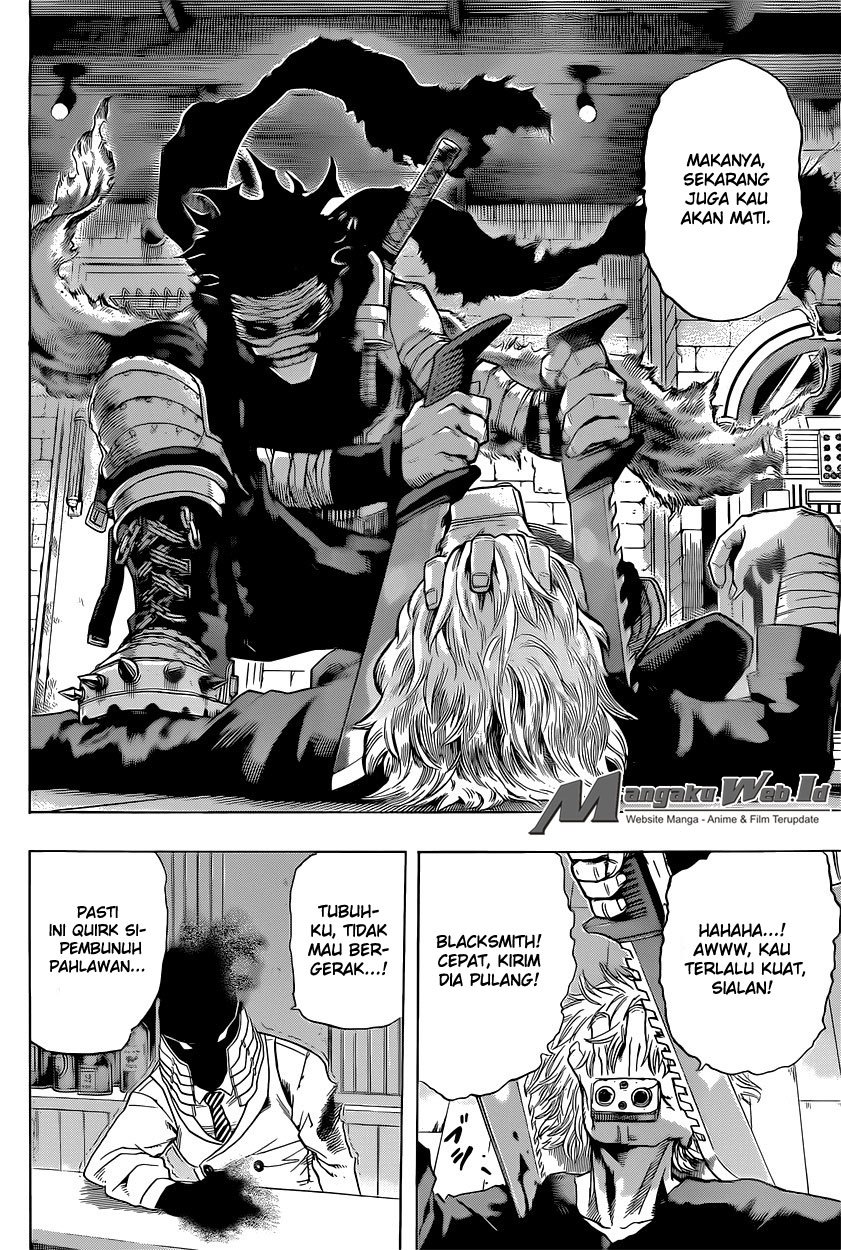 MAKANYA,
SEKARANG
JUGA KAU
AKAN MATI.
Mangaku.Web.Id
Website Manga - Anime & Film Terupdate
HAHAHA...!
AWWW, KAU
TERLALU KUAT,
SIALAN!
BLACKSMITH!
CEPAT, KIRIM
DIA PULANG!
TUBUH-
KU, TIDAK
MAU BER-
GERAK...!
PASTI
INI QUIRK SI-
PEMBUNUH
PAHLAWAN...